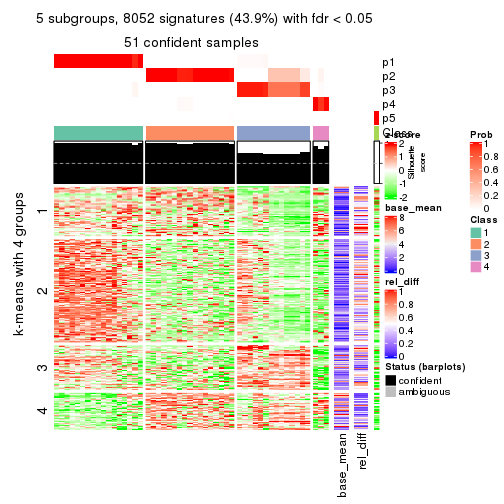 5 subgroups, 8052 signatures (43.9%) with fdr < 0.05
51 confident samples
p1
p2
p3
p4
p5
Class
z-score
2
1
0
-1
-2
Silhouette
score
Prob
1
0.8
0.6
0.4
0.2
0
base_mean
8
6
4
2
0
Class
1
2
3
4
rel_diff
1
0.8
0.6
0.4
0.2
0
Status (barplots)
confident
ambiguous
k-means with 4 groups
1
2
3
4
base_mean
rel_diff